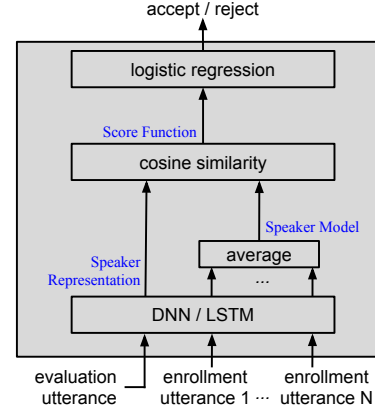 accept / reject
logistic regression
Score Function
cosine similarity
Speaker Model
average
Speaker
Representation
...
DNN / LSTM
evaluation
utterance
enrollment
utterance 1
...
enrollment
utterance N